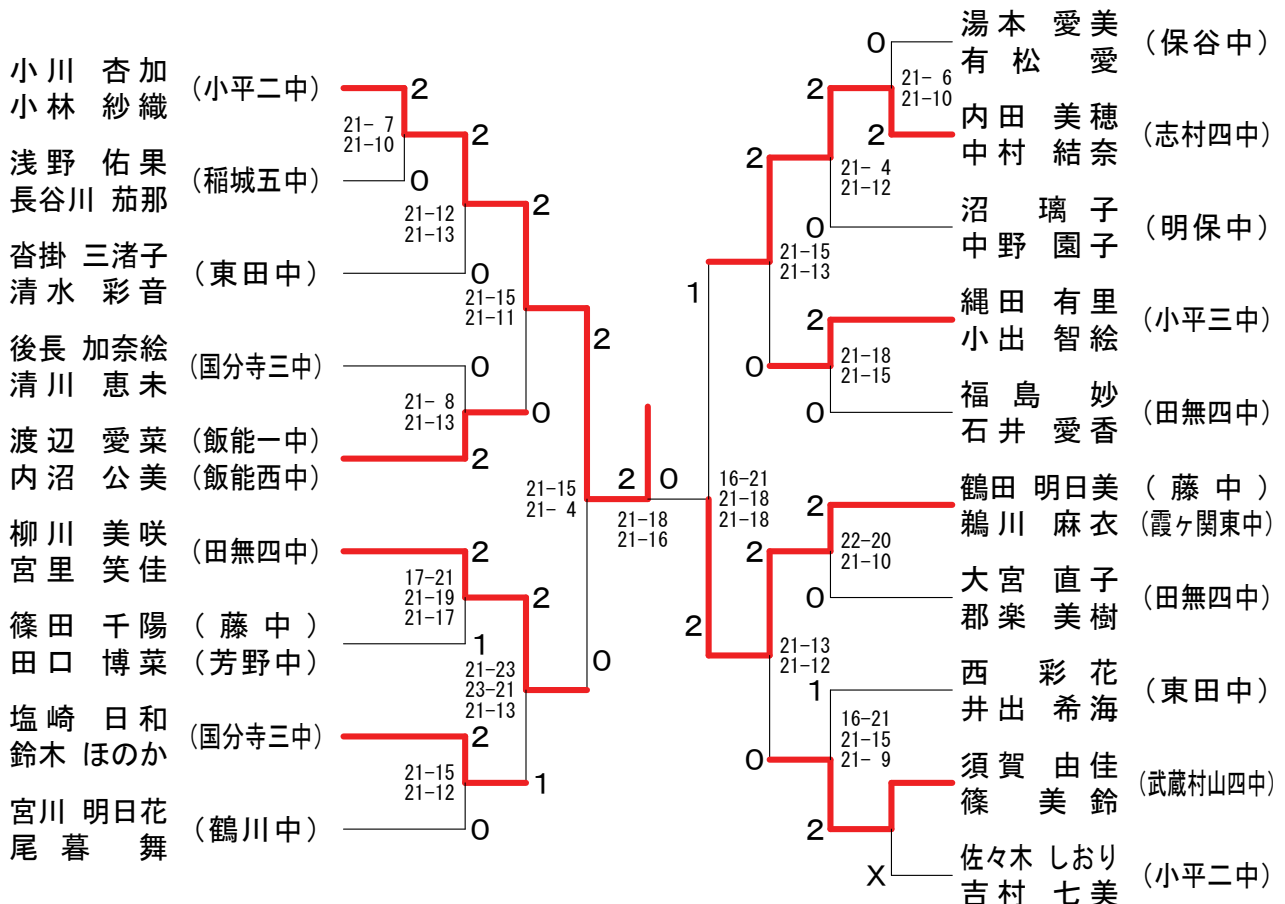 小川 杏加
小林 紗織
(小平二中)
2
21- 7
21-10
2
浅野 佑果
長谷川 茄那
(稲城五中)
0
21-12
21-13
2
沓掛 三渚子
清水 彩音
(東田中)
0
21-15
21-11
2
後長 加奈絵
清川 恵未
(国分寺三中)
0
21- 8
21-13
0
渡辺 愛菜 (飯能一中)
内沼 公美 (飯能西中)
2
21-15
21- 4
2
柳川 美咲
宮里 笑佳
(田無四中)
2
17-21
21-19
21-17
2
篠田 千陽 (藤中)
田口 博菜 (芳野中)
1
21-23
23-21
21-13
0
塩崎 日和
鈴木 ほのか
(国分寺三中)
2
21-15
21-12
1
宮川 明日花
尾暮 舞
(鶴川中)
0
2 0
21-18
21-16
湯本 愛美
有松 愛
(保谷中)
0
21- 6
21-10
2
内田 美穂
中村 結奈
(志村四中)
2
21- 4
21-12
2
沼 璃子
中野 園子
(明保中)
0
21-15
21-13
1
縄田 有里
小出 智絵
(小平三中)
2
21-18
21-15
0
福島 妙
石井 愛香
(田無四中)
0
16-21
21-18
21-18
鶴田 明日美 (藤中)
鵜川 麻衣 (霞ヶ関東中)
2
22-20
21-10
2
大宮 直子
郡楽 美樹
(田無四中)
0
21-13
21-12
2
西 彩花
井出 希海
(東田中)
1
16-21
21-15
21- 9
0
須賀 由佳
篠 美鈴
(武蔵村山四中)
2
佐々木 しおり
吉村 七美
(小平二中)
X